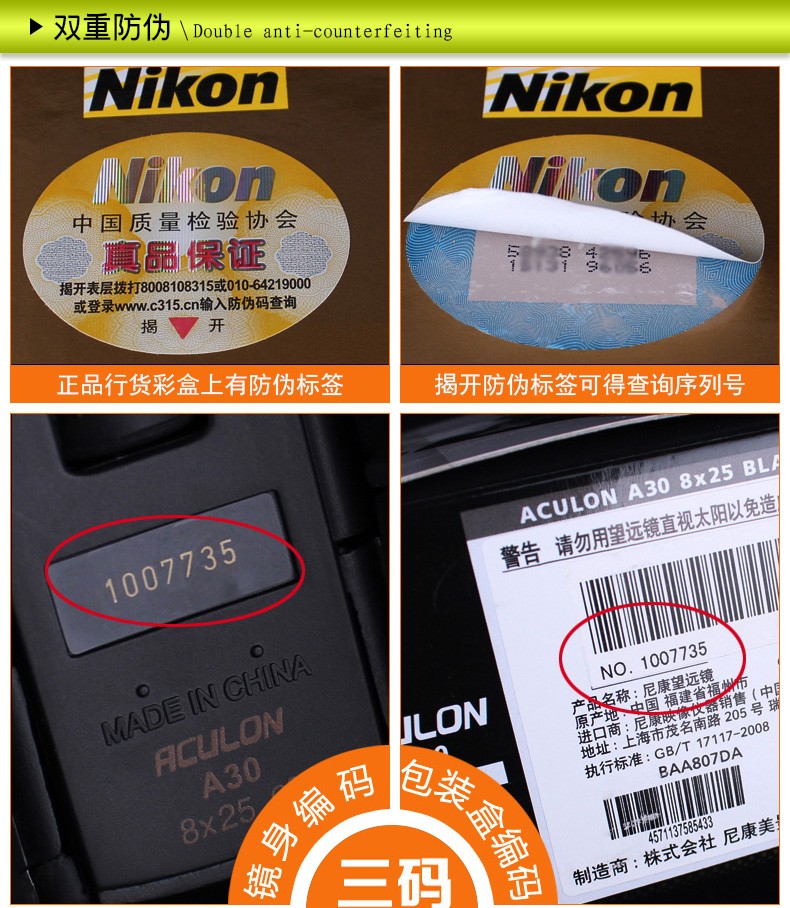 双重防伪 \ Double anti-counterfeiting
Nikon
Nikon
中国质量检验协会
真品保证
揭开表层拨打8008108315或010-64219000
或登录www.c315.cn输入防伪码查询
揭 开
正品行货彩盒上有防伪标签
Nikon
Nikon
验协会
揭开防伪标签可得查询序列号
1007735
MADE IN CHINA
ACULON
A30
8x25
镜身编码
ACULON A30 8x25 BLA
警告 请勿用望远镜直视太阳以免造
NO. 1007735
产品名称: 尼康望远镜
原产地: 中国 福建省福州市
进口商: 尼康映像仪器销售 (中国
地址: 上海市茂名南路 205 号 瑞
执行标准: GB/T 17117-2008
BAA807DA
4571137585433
制造商: 株式会社 尼康美景
ULON
包装盒编码
三码